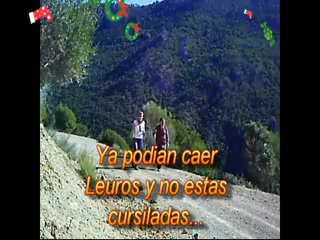 Ya podian caer
Leuros y no estas
cursiladas...